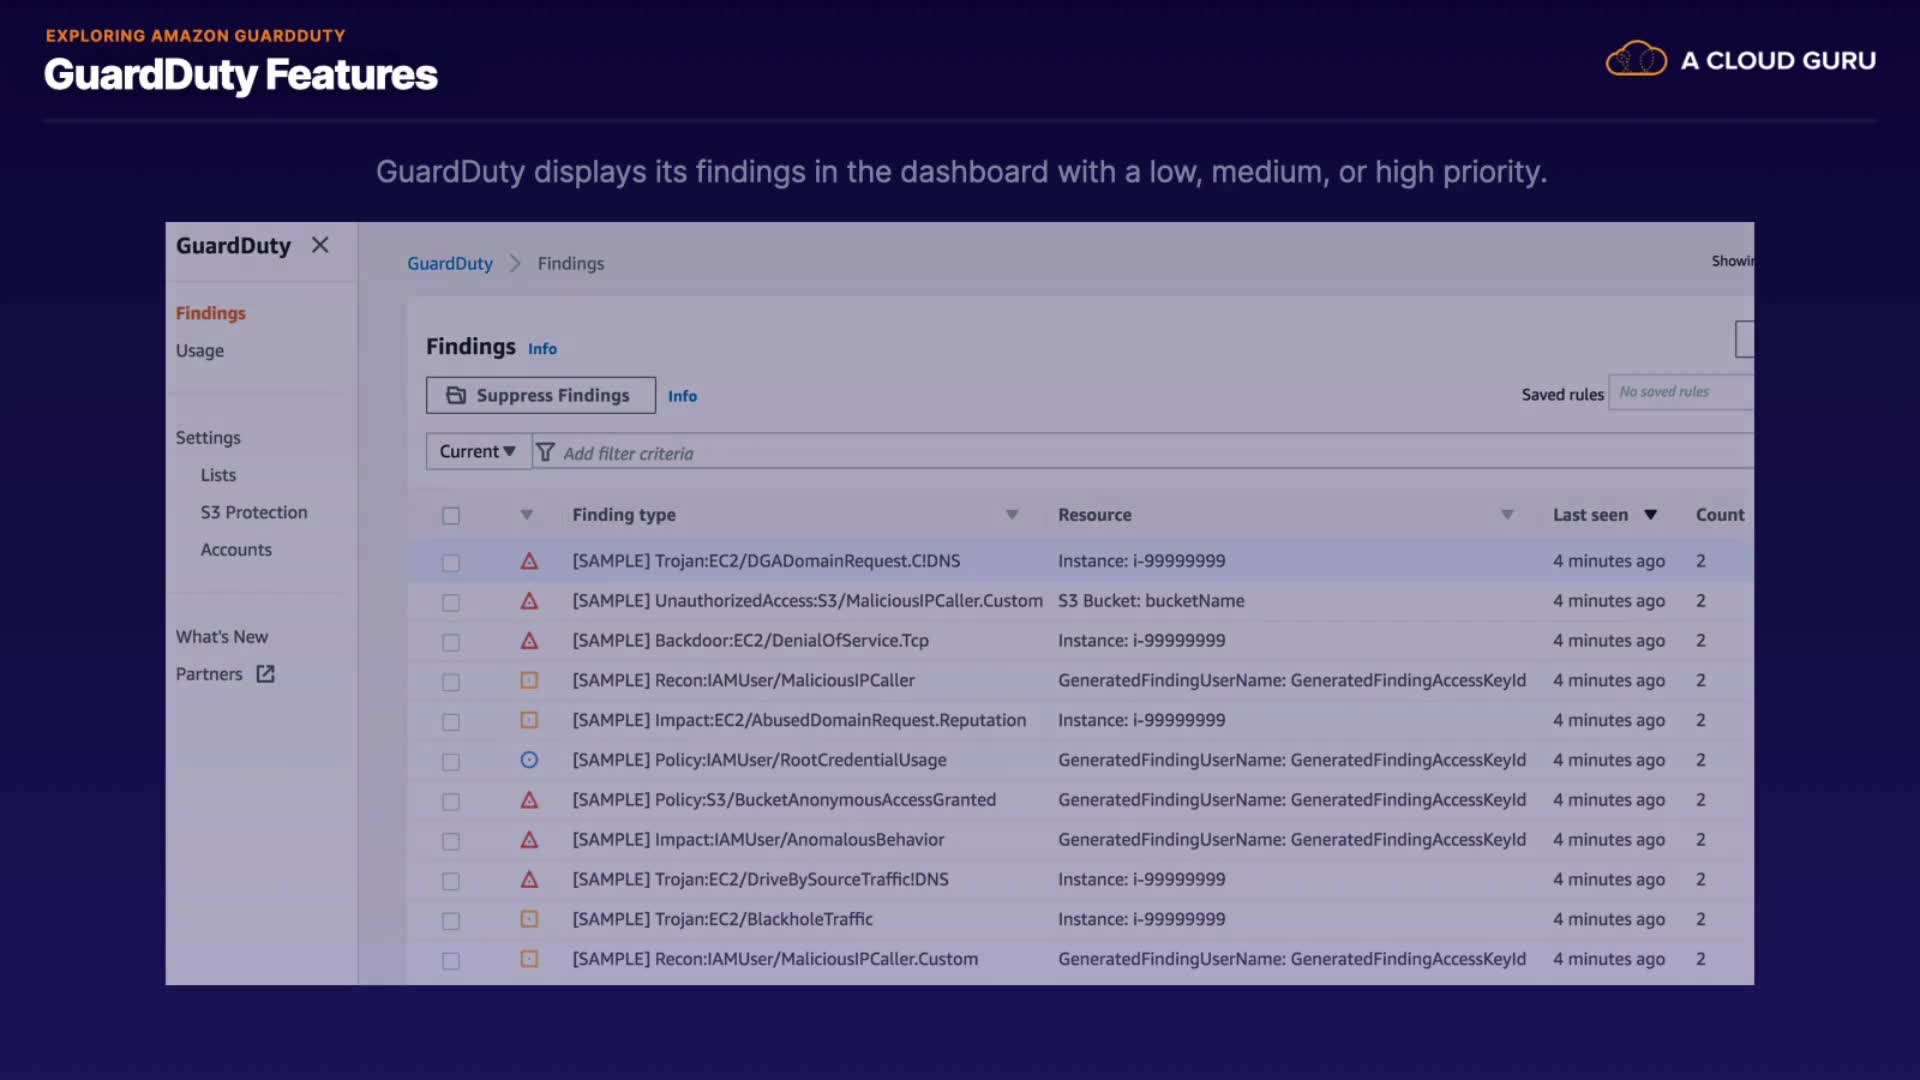 EXPLORING AMAZON GUARDDUTY
GuardDuty Features
A CLOUD GURU
GuardDuty displays its findings in the dashboard with a low, medium, or high priority.
GuardDuty
Findings
Usage
Settings
Lists
S3 Protection
Accounts
What's New
Partners
GuardDuty Findings
Showin
Findings Info
Suppress Findings Info
Saved rules No saved rules
Current Add filter criteria
Finding type Resource Last seen Count
[SAMPLE] Trojan:EC2/DGADomainRequest.C!DNS Instance: i-99999999 4 minutes ago 2
[SAMPLE] UnauthorizedAccess:S3/MaliciousIPCaller.Custom S3 Bucket: bucketName 4 minutes ago 2
[SAMPLE] Backdoor:EC2/DenialOfService.Tcp Instance: i-99999999 4 minutes ago 2
[SAMPLE] Recon:IAMUser/MaliciousIPCaller GeneratedFindingUserName: GeneratedFindingAccessKeyId 4 minutes ago 2
[SAMPLE] Impact:EC2/AbusedDomainRequest.Reputation Instance: i-99999999 4 minutes ago 2
[SAMPLE] Policy:IAMUser/RootCredentialUsage GeneratedFindingUserName: GeneratedFindingAccessKeyId 4 minutes ago 2
[SAMPLE] Policy:S3/BucketAnonymousAccessGranted GeneratedFindingUserName: GeneratedFindingAccessKeyId 4 minutes ago 2
[SAMPLE] Impact:IAMUser/AnomalousBehavior GeneratedFindingUserName: GeneratedFindingAccessKeyId 4 minutes ago 2
[SAMPLE] Trojan:EC2/DriveBySourceTraffic!DNS Instance: i-99999999 4 minutes ago 2
[SAMPLE] Trojan:EC2/BlackholeTraffic Instance: i-99999999 4 minutes ago 2
[SAMPLE] Recon:IAMUser/MaliciousIPCaller.Custom GeneratedFindingUserName: GeneratedFindingAccessKeyId 4 minutes ago 2